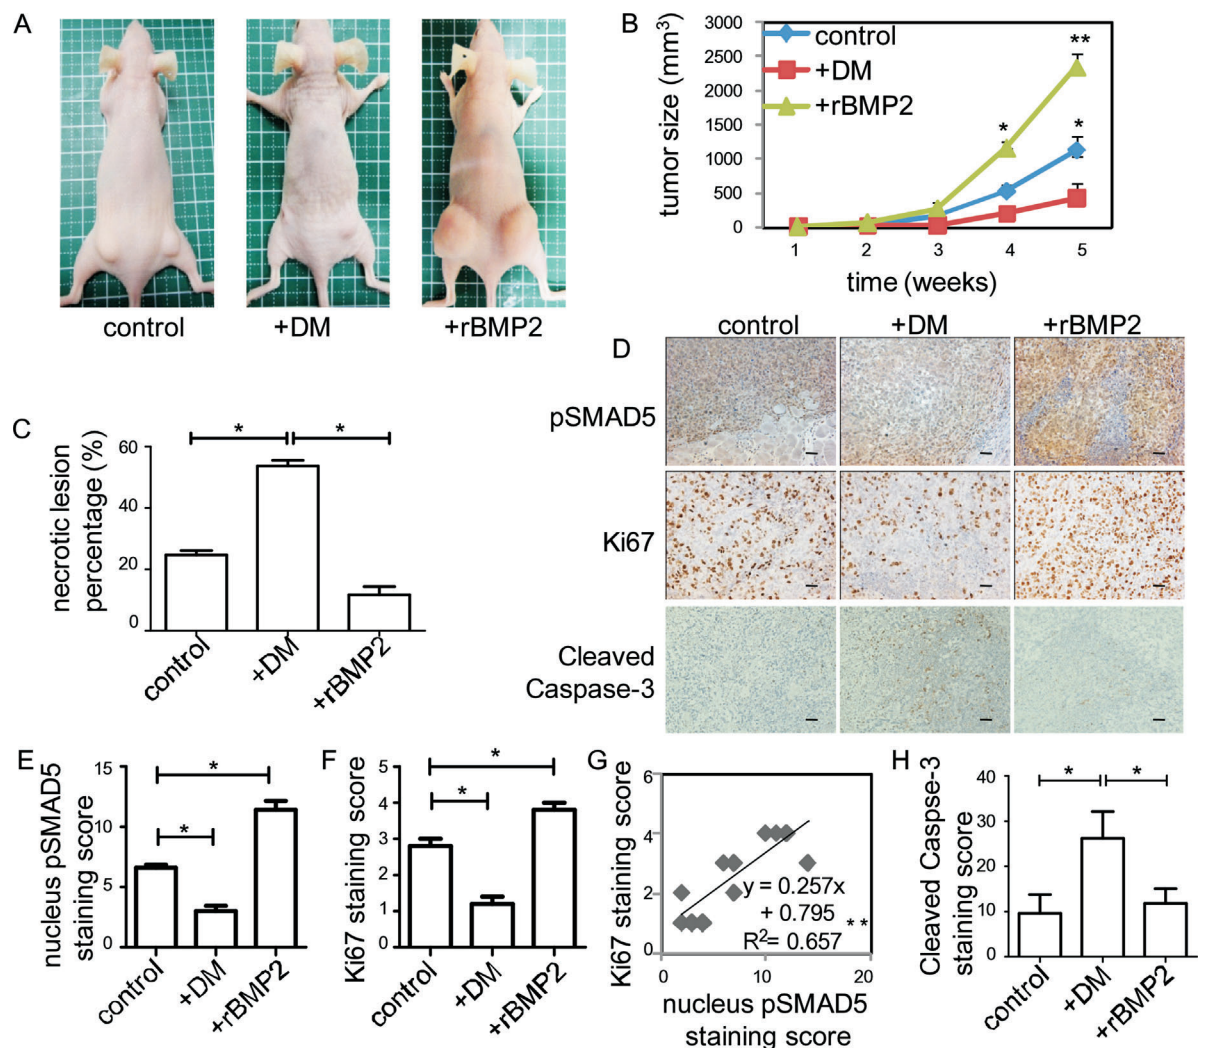 A
control
+DM
+rBMP2
B
tumor size (mm3)
3000
2500
2000
1500
1000
500
0
control
+DM
+rBMP2
*
**
*
1 2 3 4 5
time (weeks)
C
necrotic lesion
percentage (%)
60
40
20
0
* *
control
+DM
+rBMP2
D
control +DM +rBMP2
pSMAD5
Ki67
Cleaved
Caspase-3
E
nucleus pSMAD5
staining score
15
10
5
0
*
*
control
+DM
+rBMP2
F
Ki67 staining score
5
4
3
2
1
0
*
*
control
+DM
+rBMP2
G
Ki67 staining score
6
4
2
0
y = 0.257x
+ 0.795
R2= 0.657
**
0 10 20
nucleus pSMAD5
staining score
H
Cleaved Caspse-3
staining score
40
30
20
10
0
* *
control
+DM
+rBMP2